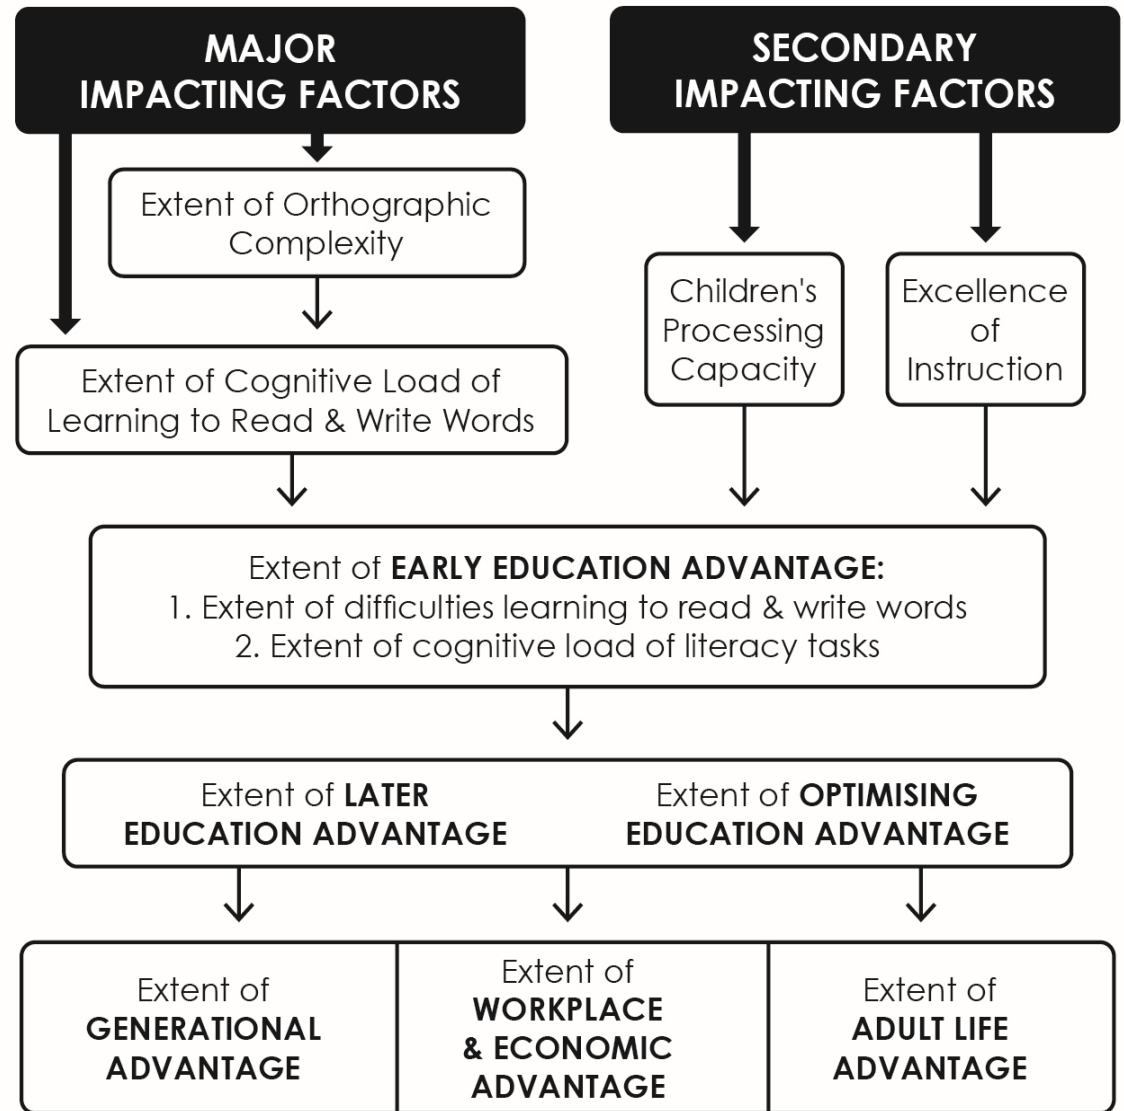 MAJOR
IMPACTING FACTORS
SECONDARY
IMPACTING FACTORS
Extent of Orthographic
Complexity
Children's
Processing
Capacity
Excellence
of
Instruction
Extent of Cognitive Load of
Learning to Read & Write Words
Extent of EARLY EDUCATION ADVANTAGE:
1. Extent of difficulties learning to read & write words
2. Extent of cognitive load of literacy tasks
Extent of LATER
EDUCATION ADVANTAGE
Extent of OPTIMISING
EDUCATION ADVANTAGE
Extent of
GENERATIONAL
ADVANTAGE
Extent of
WORKPLACE
& ECONOMIC
ADVANTAGE
Extent of
ADULT LIFE
ADVANTAGE